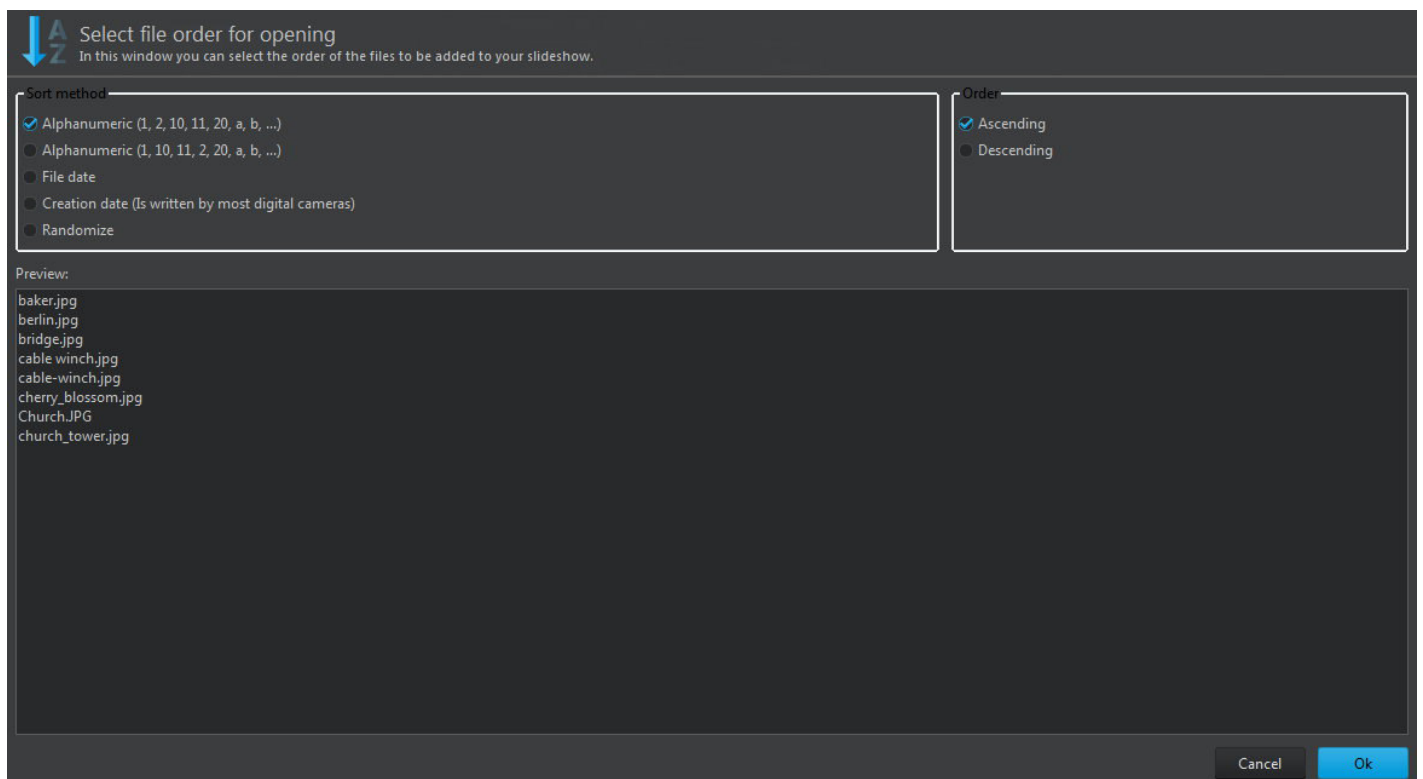 A
Z
Select file order for opening
In this window you can select the order of the files to be added to your slideshow.
Sort method
Alphanumeric (1, 2, 10, 11, 20, a, b, ...)
Alphanumeric (1, 10, 11, 2, 20, a, b, ...)
File date
Creation date (Is written by most digital cameras)
Randomize
Order
Ascending
Descending
Preview:
baker.jpg
berlin.jpg
bridge.jpg
cable winch.jpg
cable-winch.jpg
cherry_blossom.jpg
Church.JPG
church_tower.jpg
Cancel
Ok